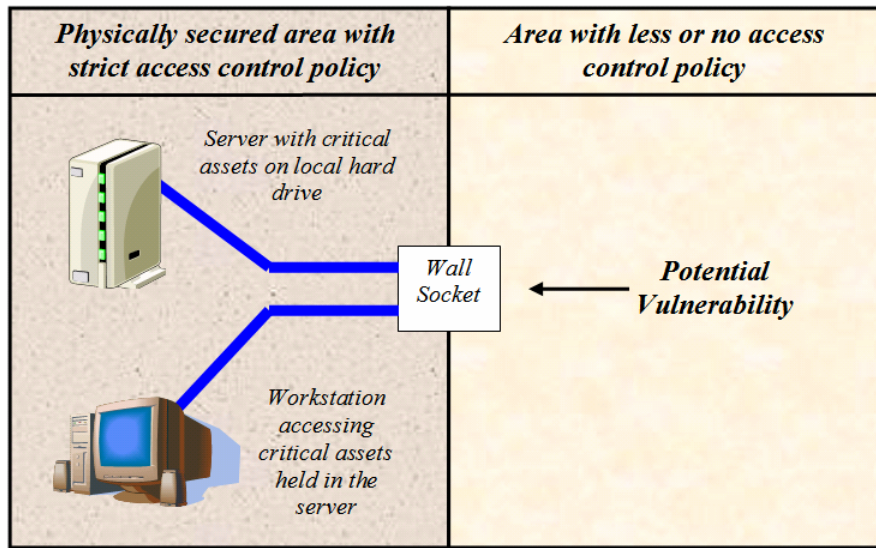 Physically secured area with
strict access control policy
Area with less or no access
control policy
Server with critical
assets on local hard
drive
Wall
Socket
Potential
Vulnerability
Workstation
accessing
critical assets
held in the
server